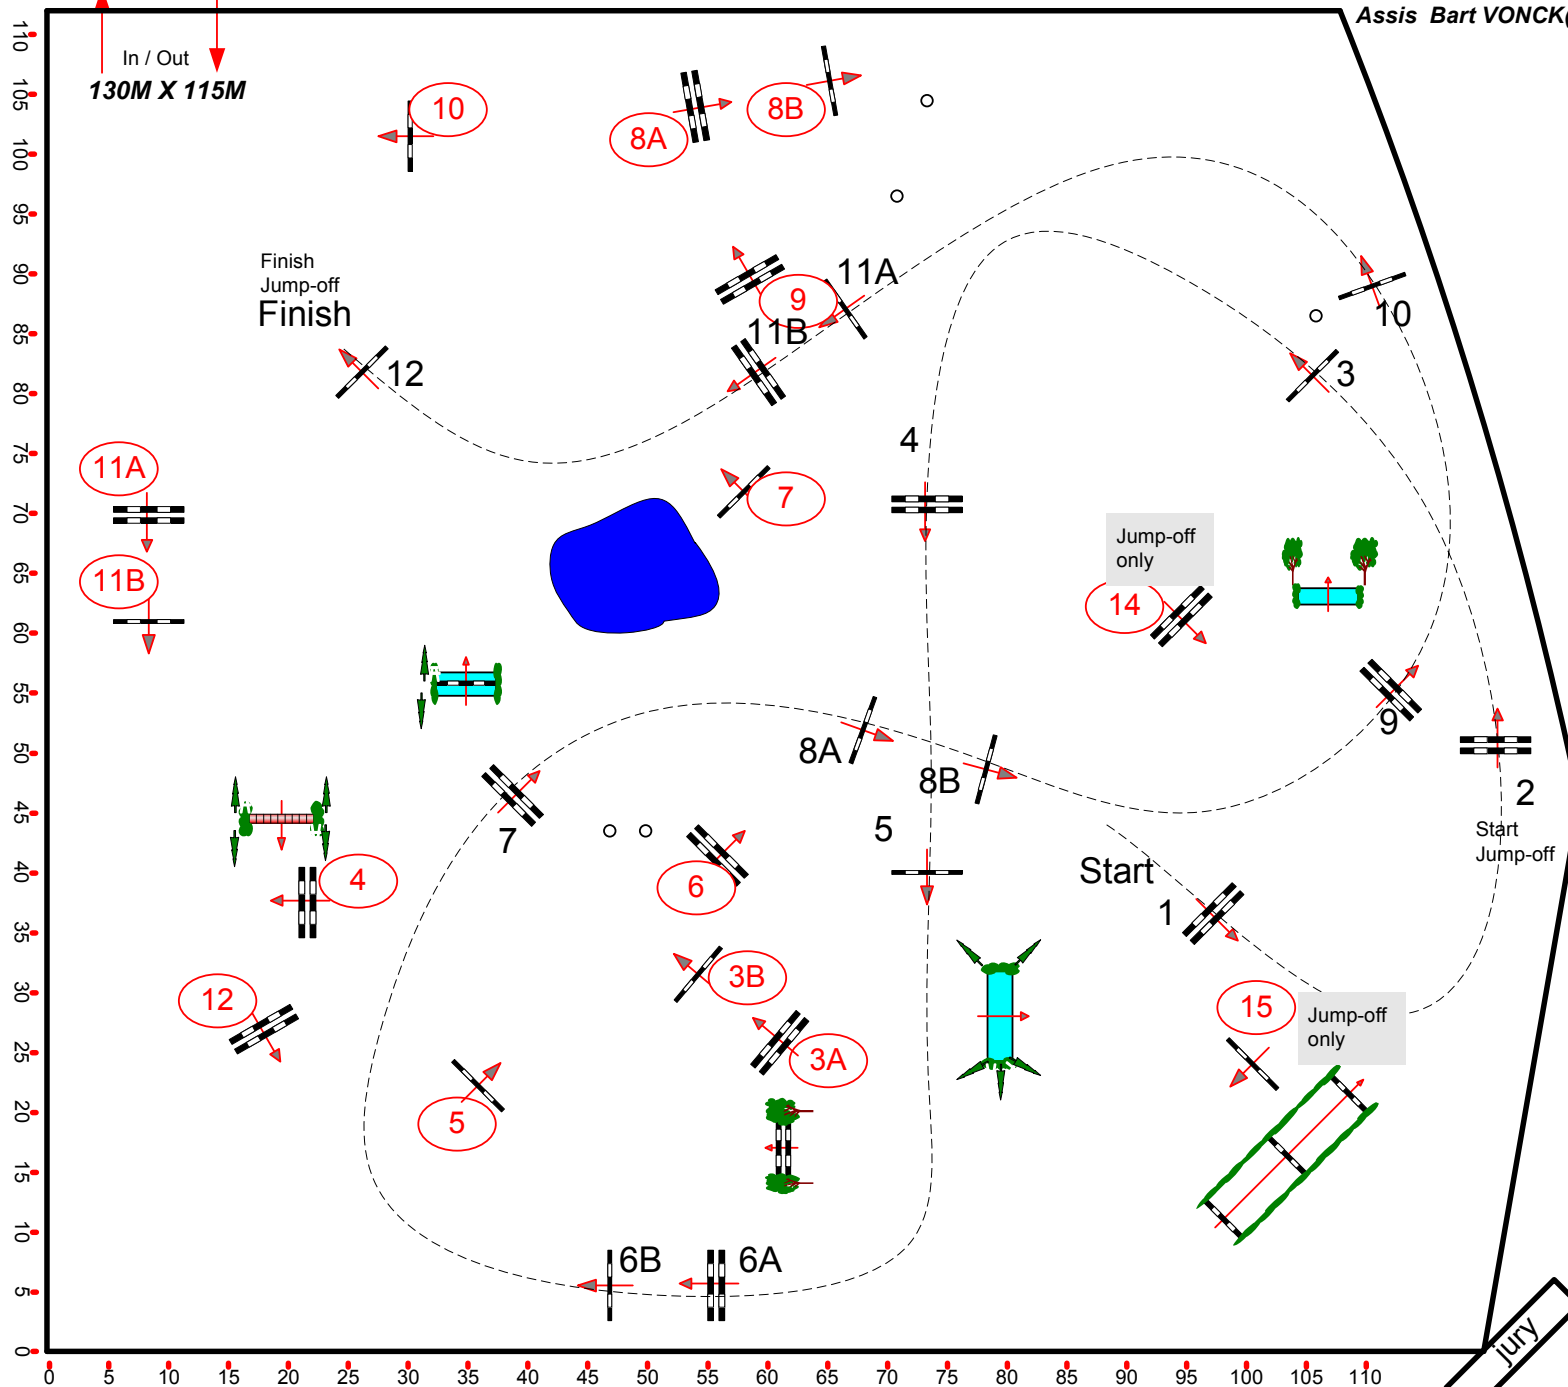 Assis Bart VONCK(
In / Out
130M X 115M
10
8A
8B
Finish
Jump-off
Finish
12
9
11A
11B
10
3
4
7
11A
11B
Jump-off
only
14
9
2
Start
Jump-off
8A
8B
7
5
6
4
Start
1
3B
3A
12
15
Jump-off
only
5
6B
6A
jury
110
105
100
95
90
85
80
75
70
65
60
55
50
45
40
35
30
25
20
15
10
5
0
0 5 10 15 20 25 30 35 40 45 50 55 60 65 70 75 80 85 90 95 100 105 110